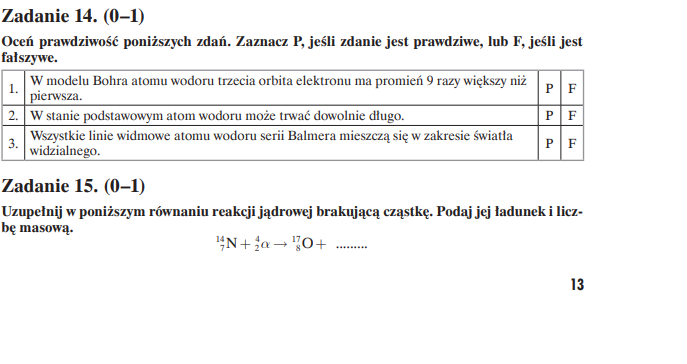 Zadanie 14. (0–1)
Oceń prawdziwość poniższych zdań. Zaznacz P, jeśli zdanie jest prawdziwe, lub F, jeśli jest
fałszywe.
1. W modelu Bohra atomu wodoru trzecia orbita elektronu ma promień 9 razy większy niż
pierwsza. P F
2. W stanie podstawowym atom wodoru może trwać dowolnie długo. P F
3. Wszystkie linie widmowe atomu wodoru serii Balmera mieszczą się w zakresie światła
widzialnego. P F
Zadanie 15. (0–1)
Uzupełnij w poniższym równaniu reakcji jądrowej brakującą cząstkę. Podaj jej ładunek i licz-
bę masową.
¹⁴₇N + ⁴₂α → ¹⁷₈O + .........
13